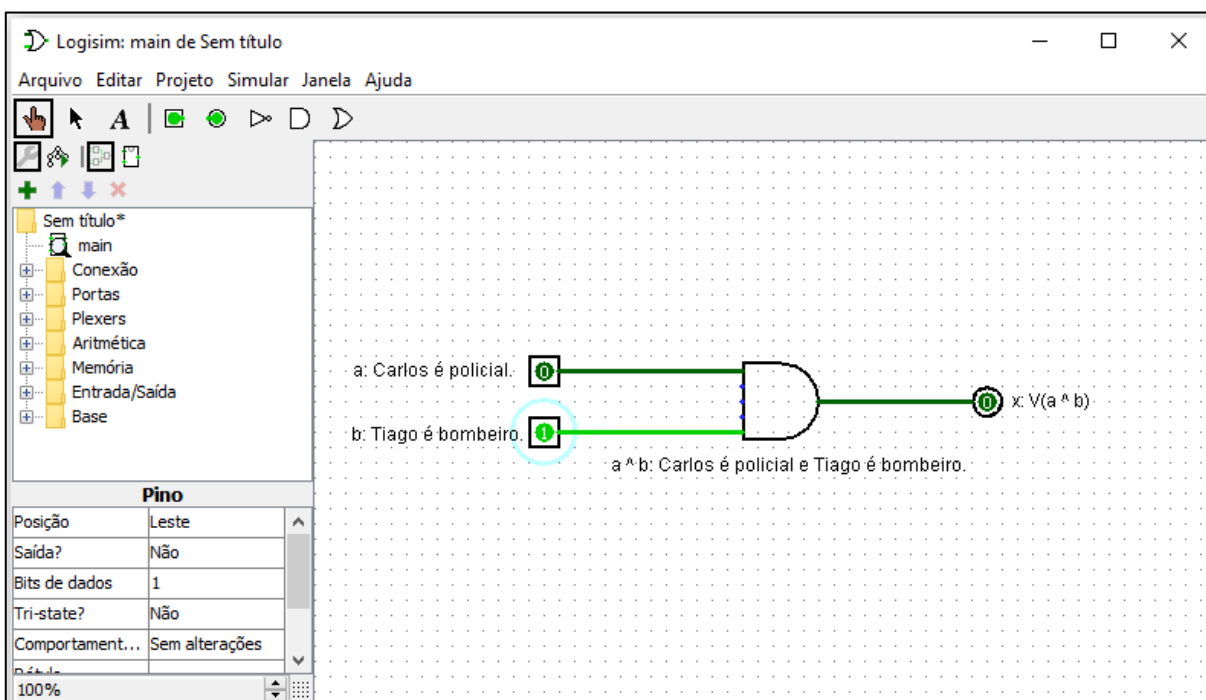 Logisim: main de Sem título
Arquivo Editar Projeto Simular Janela Ajuda
A
Sem título*
main
Conexão
Portas
Plexers
Aritmética
Memória
Entrada/Saída
Base
Pino
Posição Leste
Saída? Não
Bits de dados 1
Tri-state? Não
Comportament... Sem alterações
100%
a: Carlos é policial. 0
0 x: V(a ^ b)
b: Tiago é bombeiro. 1
a ^ b: Carlos é policial e Tiago é bombeiro.